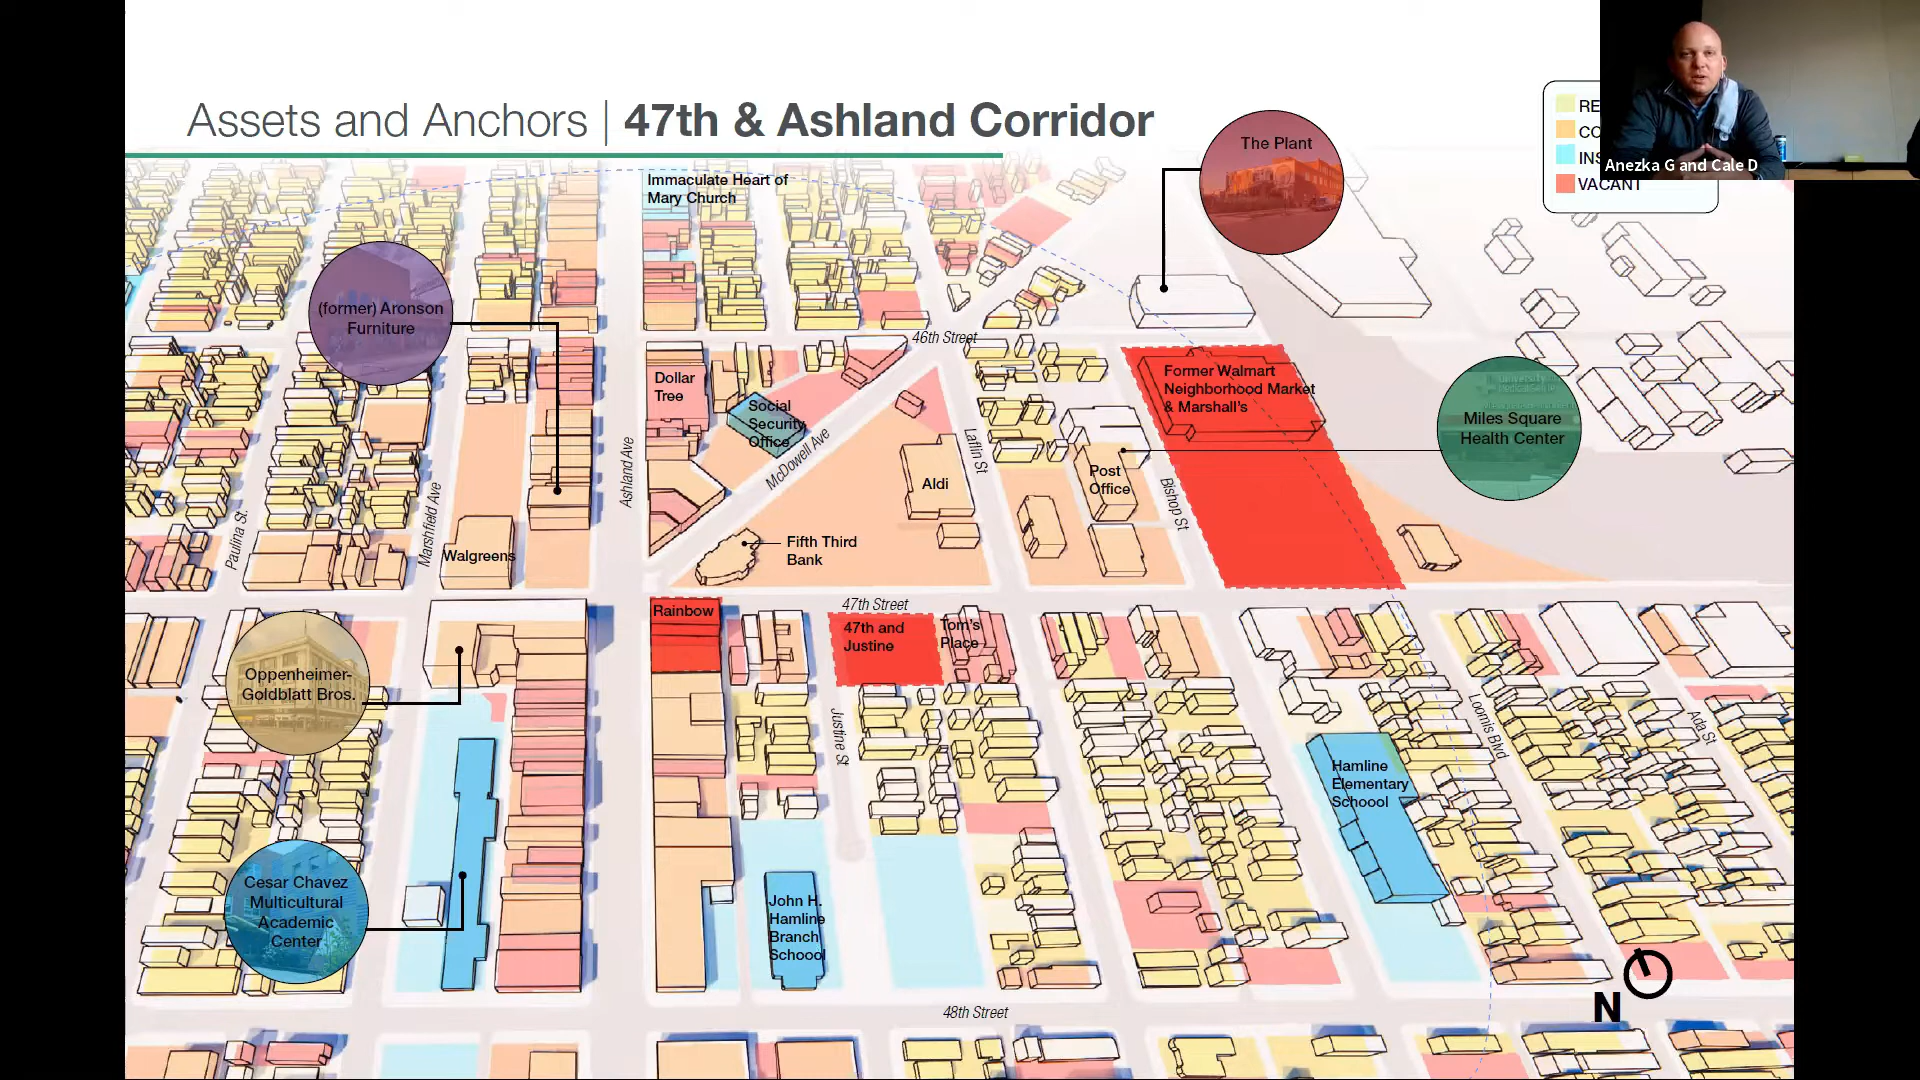 Assets and Anchors | 47th & Ashland Corridor
The Plant
RE
CO
INS
VACANT
Anezka G and Cale D
Immaculate Heart of
Mary Church
(former) Aronson
Furniture
46th Street
Dollar
Tree
Social
Security
Office
McDowell Ave
Ashland Ave
Laflin St
Former Walmart
Neighborhood Market
& Marshall's
Miles Square
Health Center
Post
Office
Aldi
Bishop St
Paulina St.
Marshfield Ave
Walgreens
Fifth Third
Bank
47th Street
Rainbow
47th and
Justine
Tom's
Place
Oppenheimer-
Goldblatt Bros.
Justine St
Loomis Blvd
Ada St
Hamline
Elementary
Schoool
Cesar Chavez
Multicultural
Academic
Center
John H.
Hamline
Branch
Schoool
48th Street
N